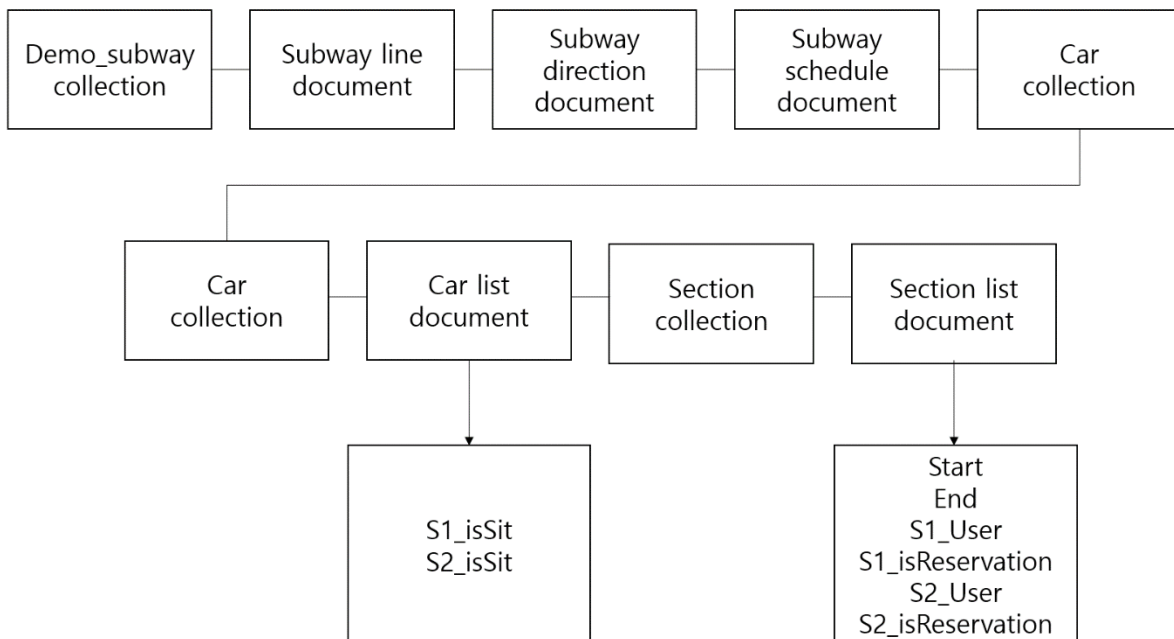 Demo_subway
collection
Subway line
document
Subway
direction
document
Subway
schedule
document
Car
collection
Car
collection
Car list
document
Section
collection
Section list
document
S1_isSit
S2_isSit
Start
End
S1_User
S1_isReservation
S2_User
S2_isReservation